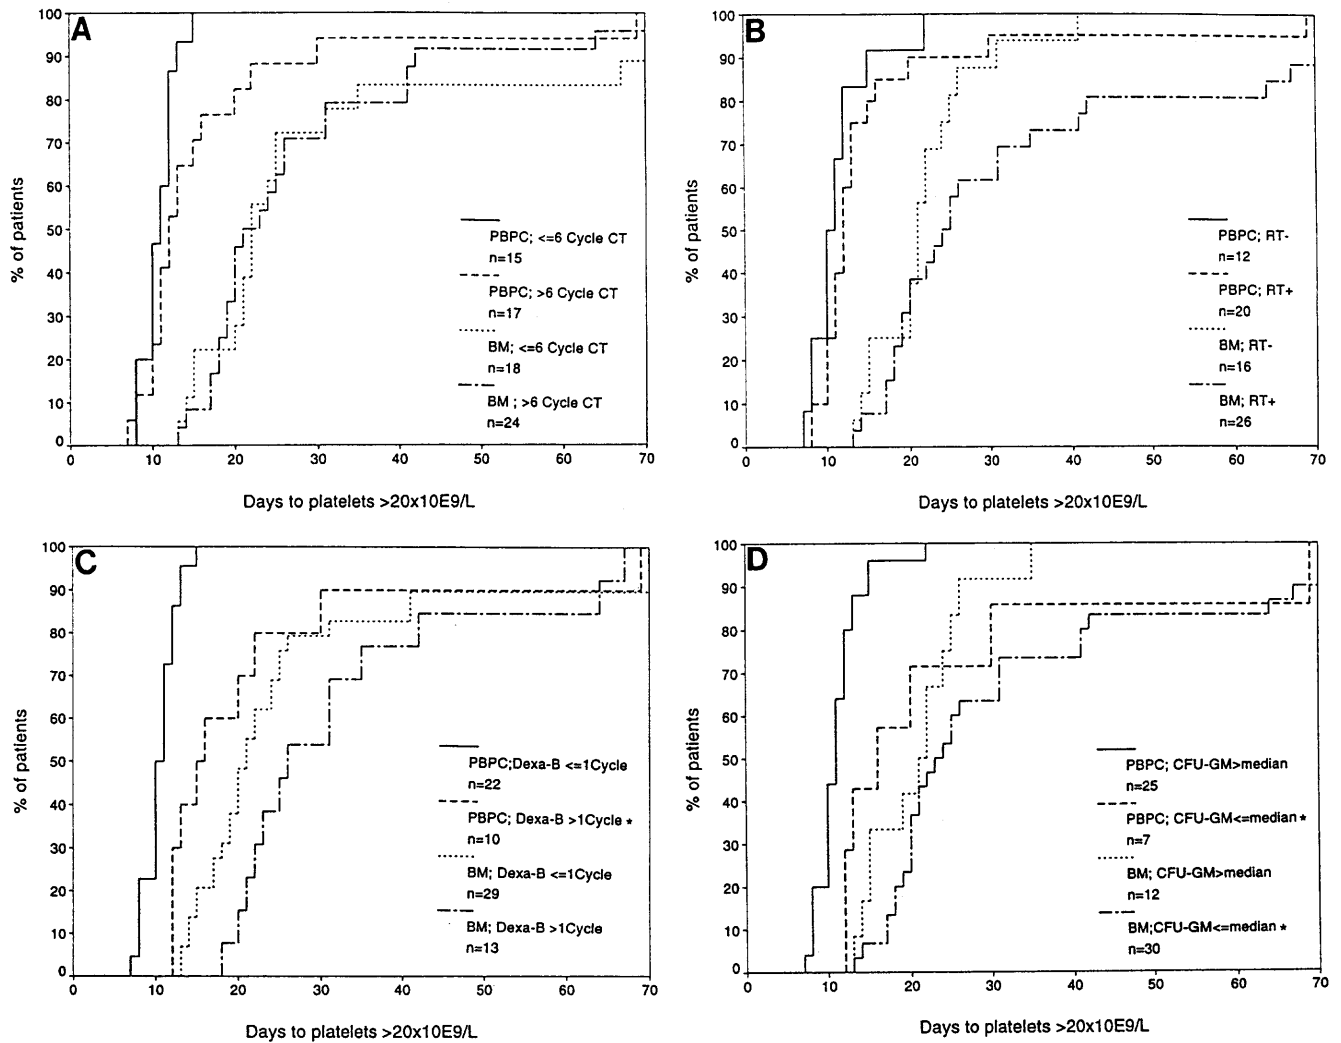 A
% of patients
100
90
80
70
60
50
40
30
20
10
0
PBPC; <=6 Cycle CT
n=15
PBPC; >6 Cycle CT
n=17
BM; <=6 Cycle CT
n=18
BM ; >6 Cycle CT
n=24
0 10 20 30 40 50 60 70
Days to platelets >20x10E9/L
B
% of patients
100
90
80
70
60
50
40
30
20
10
0
PBPC; RT-
n=12
PBPC; RT+
n=20
BM; RT-
n=16
BM; RT+
n=26
0 10 20 30 40 50 60 70
Days to platelets >20x10E9/L
C
% of patients
100
90
80
70
60
50
40
30
20
10
0
PBPC;Dexa-B <=1Cycle
n=22
PBPC; Dexa-B >1Cycle *
n=10
BM; Dexa-B <=1Cycle
n=29
BM; Dexa-B >1Cycle
n=13
0 10 20 30 40 50 60 70
Days to platelets >20x10E9/L
D
% of patients
100
90
80
70
60
50
40
30
20
10
0
PBPC; CFU-GM>median
n=25
PBPC; CFU-GM<=median *
n=7
BM; CFU-GM>median
n=12
BM;CFU-GM<=median *
n=30
0 10 20 30 40 50 60 70
Days to platelets >20x10E9/L